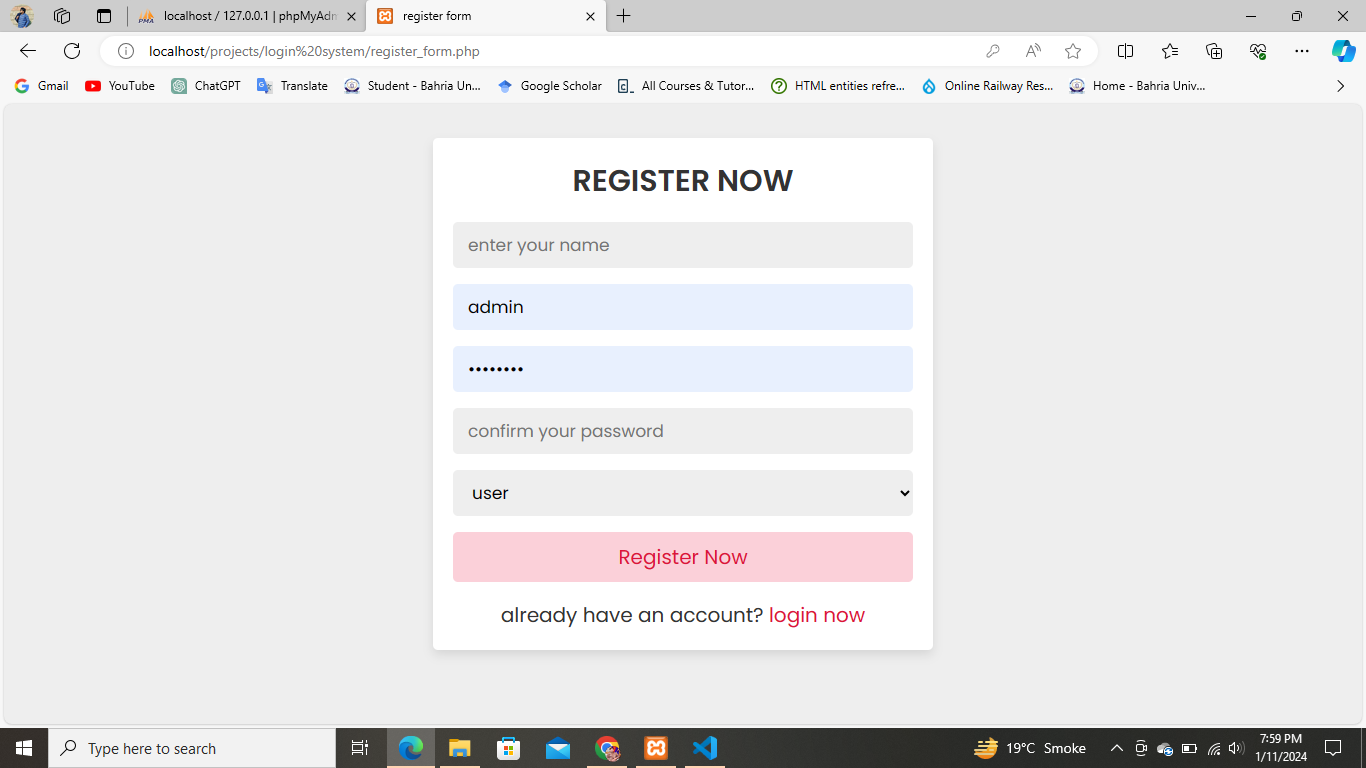 localhost / 127.0.0.1 | phpMyAdm
register form
localhost/projects/login%20system/register_form.php
Gmail
YouTube
ChatGPT
Translate
Student - Bahria Un...
Google Scholar
All Courses & Tutor...
HTML entities refre...
Online Railway Res...
Home - Bahria Univ...
REGISTER NOW
enter your name
admin
••••••••
confirm your password
user
Register Now
already have an account? login now
Type here to search
19°C Smoke
7:59 PM
1/11/2024